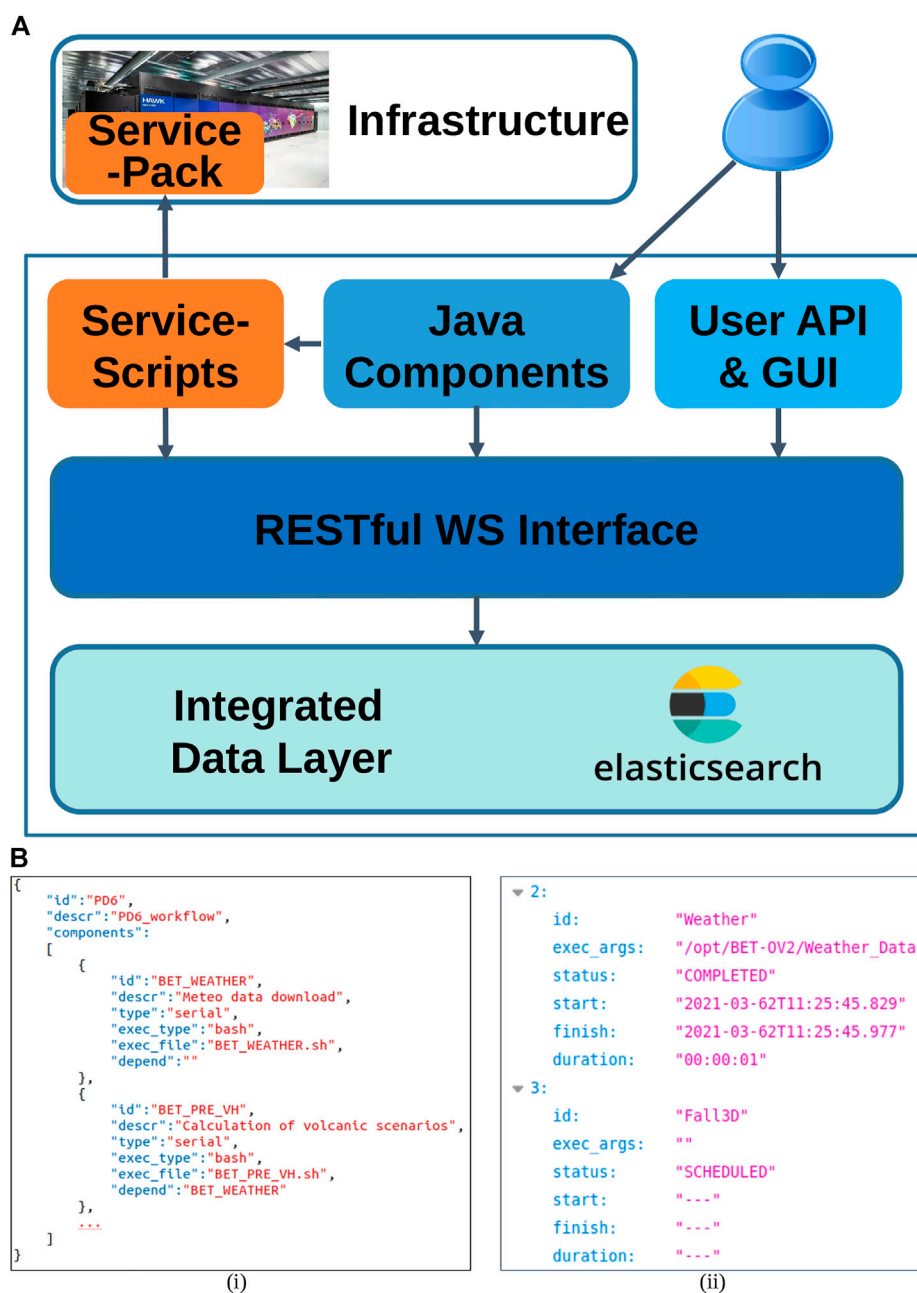 A
HAWK
Service
-Pack
Infrastructure
Service-
Scripts
Java
Components
User API
& GUI
RESTful WS Interface
Integrated
Data Layer
elasticsearch
B
{
"id":"PD6",
"descr":"PD6_workflow",
"components":
[
{
"id":"BET_WEATHER",
"descr":"Meteo data download",
"type":"serial",
"exec_type":"bash",
"exec_file":"BET_WEATHER.sh",
"depend":""
},
{
"id":"BET_PRE_VH",
"descr":"Calculation of volcanic scenarios",
"type":"serial",
"exec_type":"bash",
"exec_file":"BET_PRE_VH.sh",
"depend":"BET_WEATHER"
},
...
]
}
(i)
2:
id: "Weather"
exec_args: "/opt/BET-OV2/Weather_Data
status: "COMPLETED"
start: "2021-03-62T11:25:45.829"
finish: "2021-03-62T11:25:45.977"
duration: "00:00:01"
3:
id: "Fall3D"
exec_args: ""
status: "SCHEDULED"
start: "---"
finish: "---"
duration: "---"
(ii)